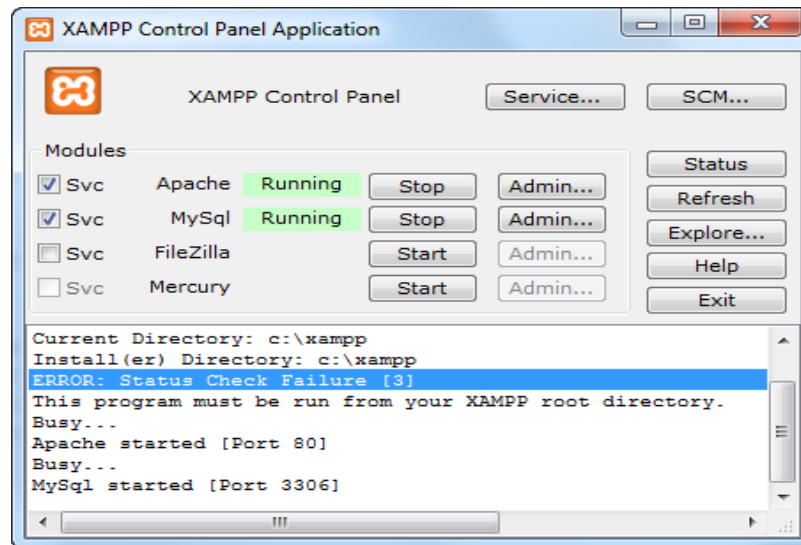 XAMPP Control Panel Application
XAMPP Control Panel Service... SCM...
Modules
Svc Apache Running Stop Admin...
Svc MySql Running Stop Admin...
Svc FileZilla Start Admin...
Svc Mercury Start Admin...
Status
Refresh
Explore...
Help
Exit
Current Directory: c:\xampp
Install(er) Directory: c:\xampp
ERROR: Status Check Failure [3]
This program must be run from your XAMPP root directory.
Busy...
Apache started [Port 80]
Busy...
MySql started [Port 3306]